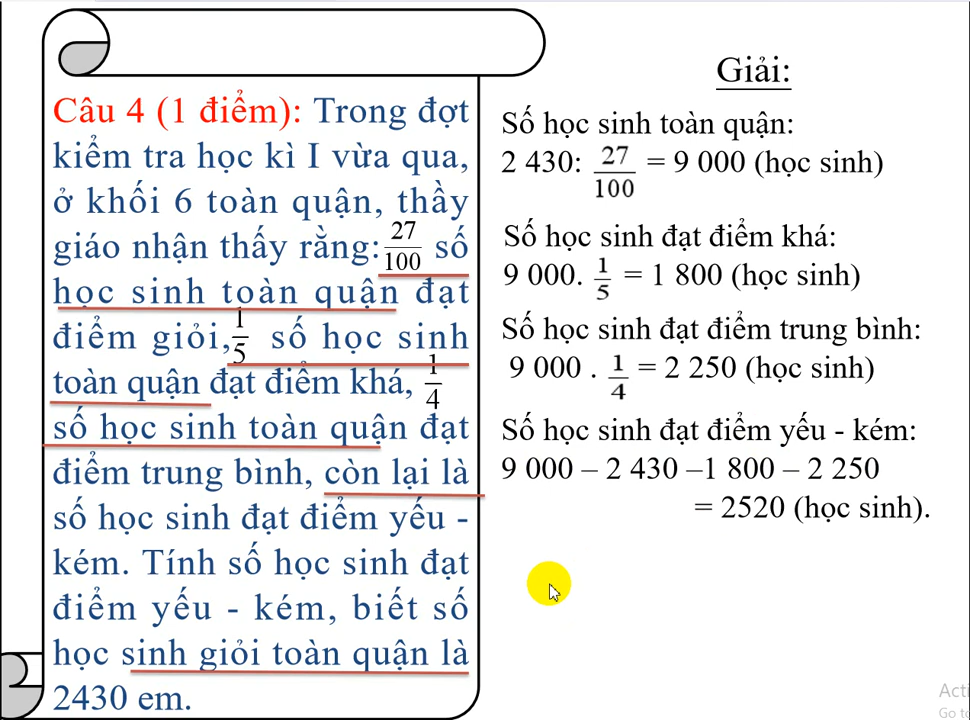 Câu 4 (1 điểm): Trong đợt
kiểm tra học kì I vừa qua,
ở khối 6 toàn quận, thầy
giáo nhận thấy rằng: 27/100 số
học sinh toàn quận đạt
điểm giỏi, 1/5 số học sinh
toàn quận đạt điểm khá, 1/4
số học sinh toàn quận đạt
điểm trung bình, còn lại là
số học sinh đạt điểm yếu -
kém. Tính số học sinh đạt
điểm yếu - kém, biết số
học sinh giỏi toàn quận là
2430 em.
Giải:
Số học sinh toàn quận:
2 430: 27/100 = 9 000 (học sinh)
Số học sinh đạt điểm khá:
9 000. 1/5 = 1 800 (học sinh)
Số học sinh đạt điểm trung bình:
9 000 . 1/4 = 2 250 (học sinh)
Số học sinh đạt điểm yếu - kém:
9 000 – 2 430 –1 800 – 2 250
= 2520 (học sinh).
Acti
Go to